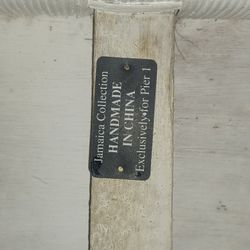 Jamaica Collection
HANDMADE
IN CHINA
Exclusively for Pier 1